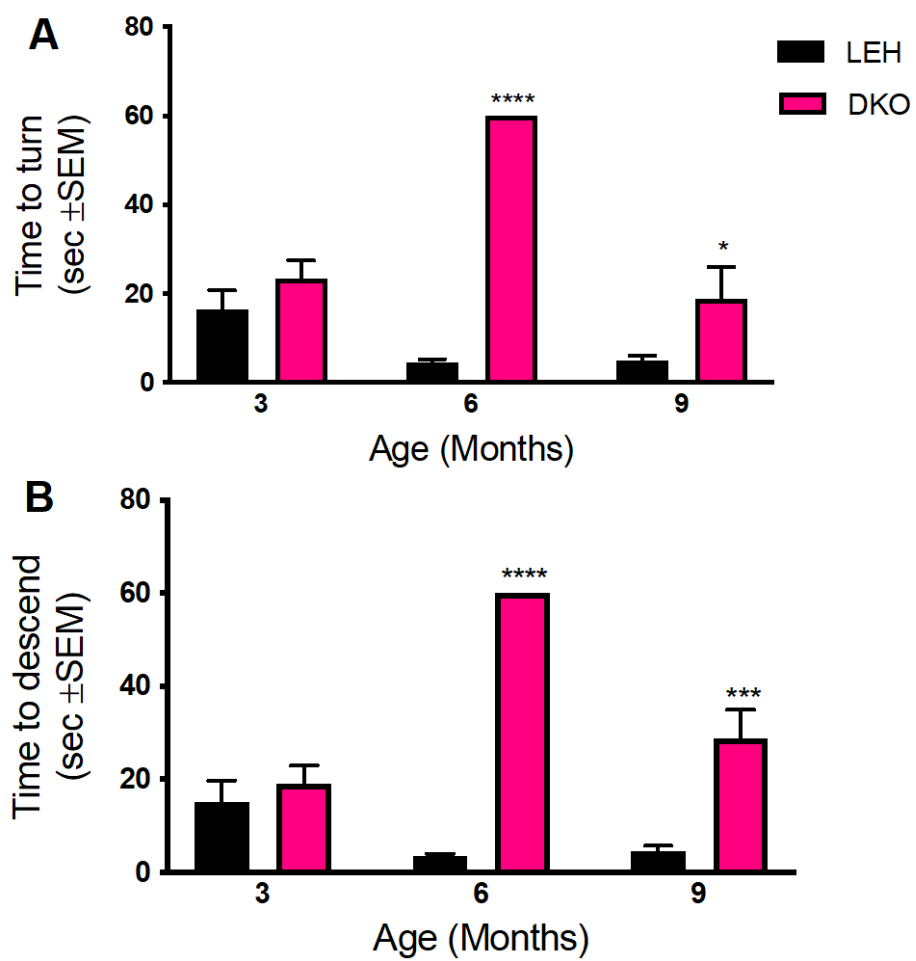 A
80
60
40
20
0
Time to turn
(sec ±SEM)
****
*
3 6 9
Age (Months)
LEH
DKO
B
80
60
40
20
0
Time to descend
(sec ±SEM)
****
***
3 6 9
Age (Months)